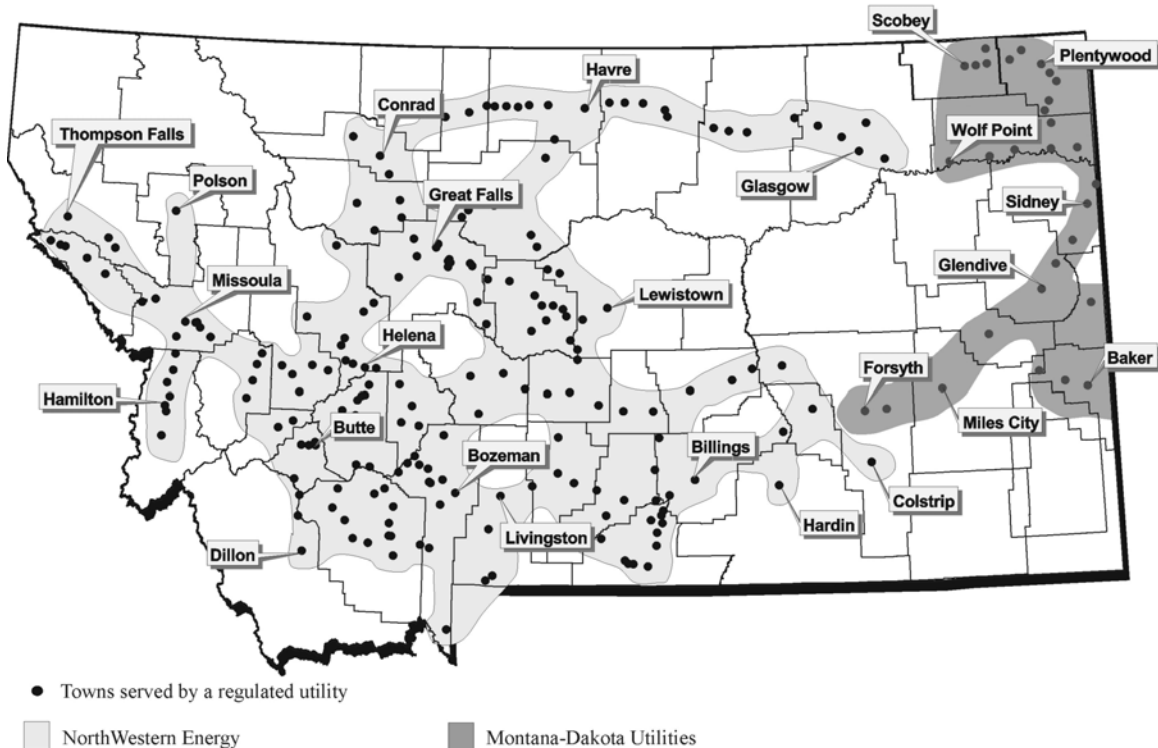 Scobey
Plentywood
Havre
Conrad
Thompson Falls
Wolf Point
Polson
Glasgow
Great Falls
Sidney
Glendive
Missoula
Lewistown
Helena
Forsyth
Baker
Hamilton
Miles City
Butte
Billings
Bozeman
Colstrip
Hardin
Livingston
Dillon
Towns served by a regulated utility
NorthWestern Energy
Montana-Dakota Utilities